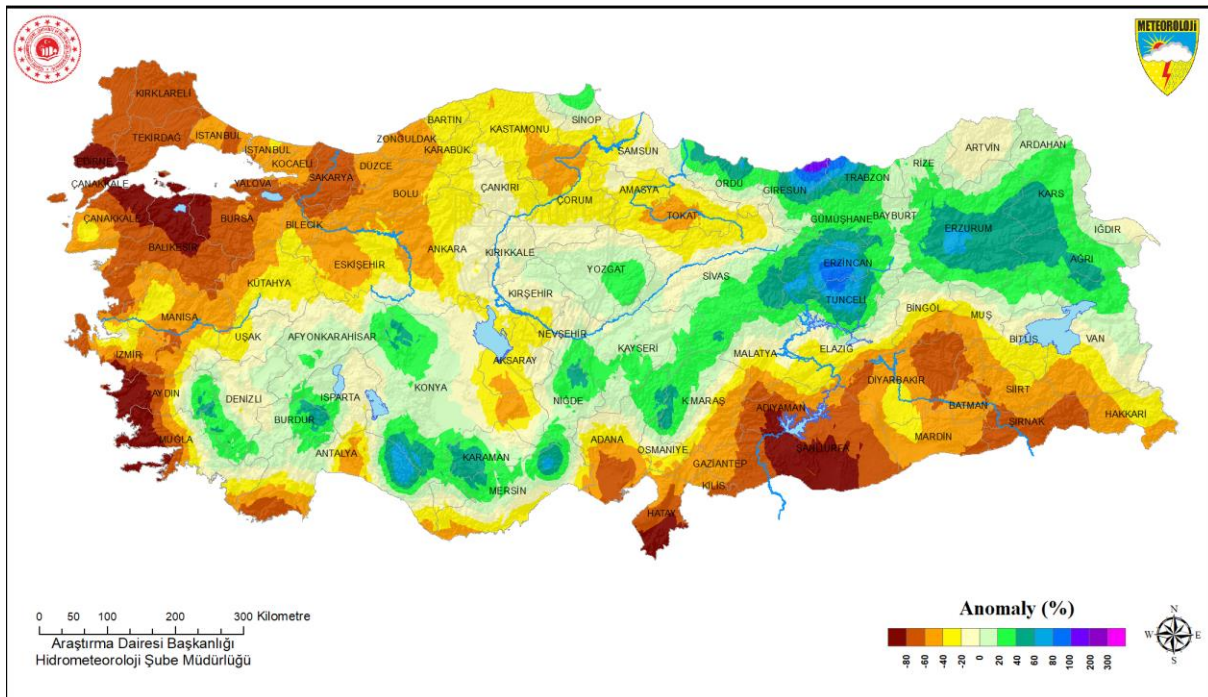 METEOROLOJİ
KIRKLARELİ
TEKİRDAĞ
İSTANBUL
İSTANBUL
EDİRNE
KOCAELİ
ÇANAKKALE
YALOVA
SAKARYA
DÜZCE
ZONGULDAK
BARTIN
KARABÜK
KASTAMONU
SİNOP
SAMSUN
ÇANKIRI
BOLU
ÇORUM
AMASYA
TOKAT
ORDU
GİRESUN
TRABZON
RİZE
ARTVİN
ARDAHAN
KARS
GÜMÜŞHANE
BAYBURT
ERZURUM
IĞDIR
AĞRI
ERZİNCAN
TUNCELİ
ÇANAKKALE
BURSA
BİLECİK
BALIKESİR
ESKİŞEHİR
ANKARA
KIRIKKALE
YOZGAT
SİVAS
KÜTAHYA
KIRŞEHİR
MANİSA
UŞAK
AFYONKARAHİSAR
NEVŞEHİR
KAYSERİ
AKSARAY
MALATYA
ELAZIĞ
BİNGÖL
MUŞ
BİTLİS
VAN
İZMİR
AYDIN
DENİZLİ
ISPARTA
KONYA
NİĞDE
K.MARAŞ
ADIYAMAN
DİYARBAKIR
BATMAN
SİİRT
ŞIRNAK
HAKKARİ
BURDUR
MUĞLA
ANTALYA
KARAMAN
MERSİN
ADANA
OSMANİYE
GAZİANTEP
KİLİS
ŞANLIURFA
MARDİN
HATAY
0 50 100 200 300 Kilometre
Araştırma Dairesi Başkanlığı
Hidrometeoroloji Şube Müdürlüğü
Anomaly (%)
-80 -60 -40 -20 0 20 40 60 80 100 200 300
N
W E
S